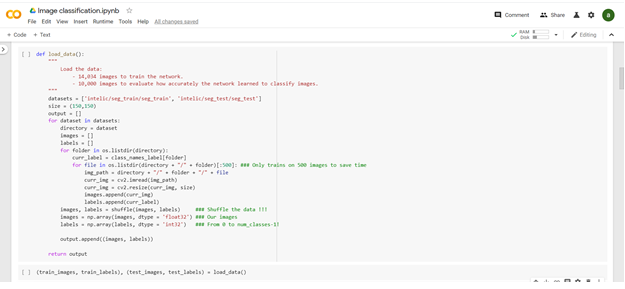 Image classification.ipynb
File Edit View Insert Runtime Tools Help All changes saved
Comment Share a
+ Code + Text
RAM
Disk
Editing
[ ] def load_data():
"""
Load the data:
- 14,034 images to train the network.
- 10,000 images to evaluate how accurately the network learned to classify images.
"""
datasets = ['intelic/seg_train/seg_train', 'intelic/seg_test/seg_test']
size = (150,150)
output = []
for dataset in datasets:
directory = dataset
images = []
labels = []
for folder in os.listdir(directory):
curr_label = class_names_label[folder]
for file in os.listdir(directory + "/" + folder)[:500]: ### Only trains on 500 images to save time
img_path = directory + "/" + folder + "/" + file
curr_img = cv2.imread(img_path)
curr_img = cv2.resize(curr_img, size)
images.append(curr_img)
labels.append(curr_label)
images, labels = shuffle(images, labels) ### Shuffle the data !!!
images = np.array(images, dtype = 'float32') ### Our images
labels = np.array(labels, dtype = 'int32') ### From 0 to num_classes-1!
output.append((images, labels))
return output
[ ] (train_images, train_labels), (test_images, test_labels) = load_data()